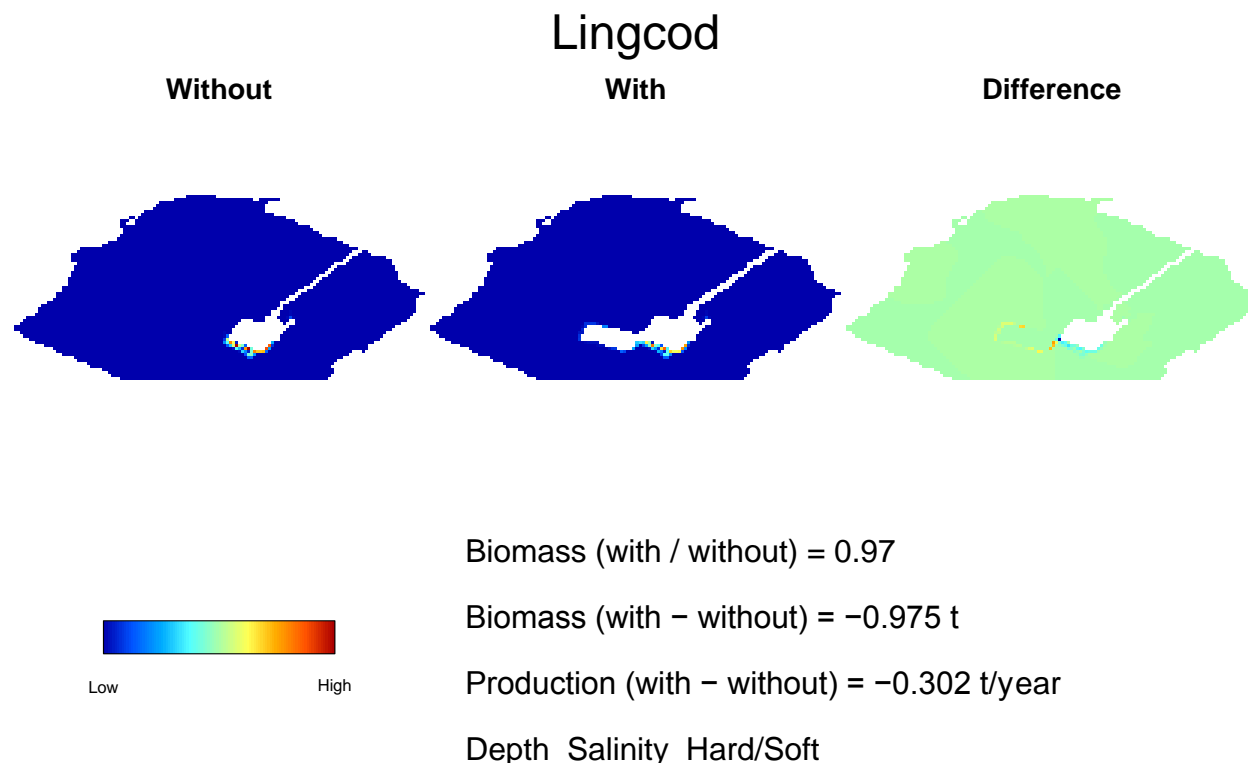 Lingcod
Without With Difference
Biomass (with / without) = 0.97
Biomass (with − without) = −0.975 t
Low High
Production (with − without) = −0.302 t/year
Depth Salinity Hard/Soft